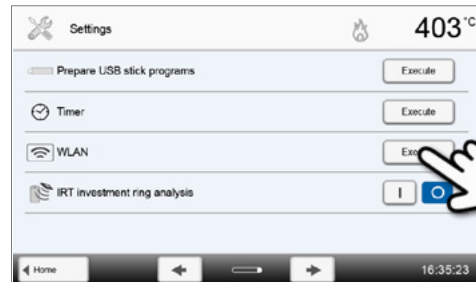 Settings
403 °C
Prepare USB stick programs Execute
Timer Execute
WLAN
IRT investment ring analysis I O
Home 16:35:23